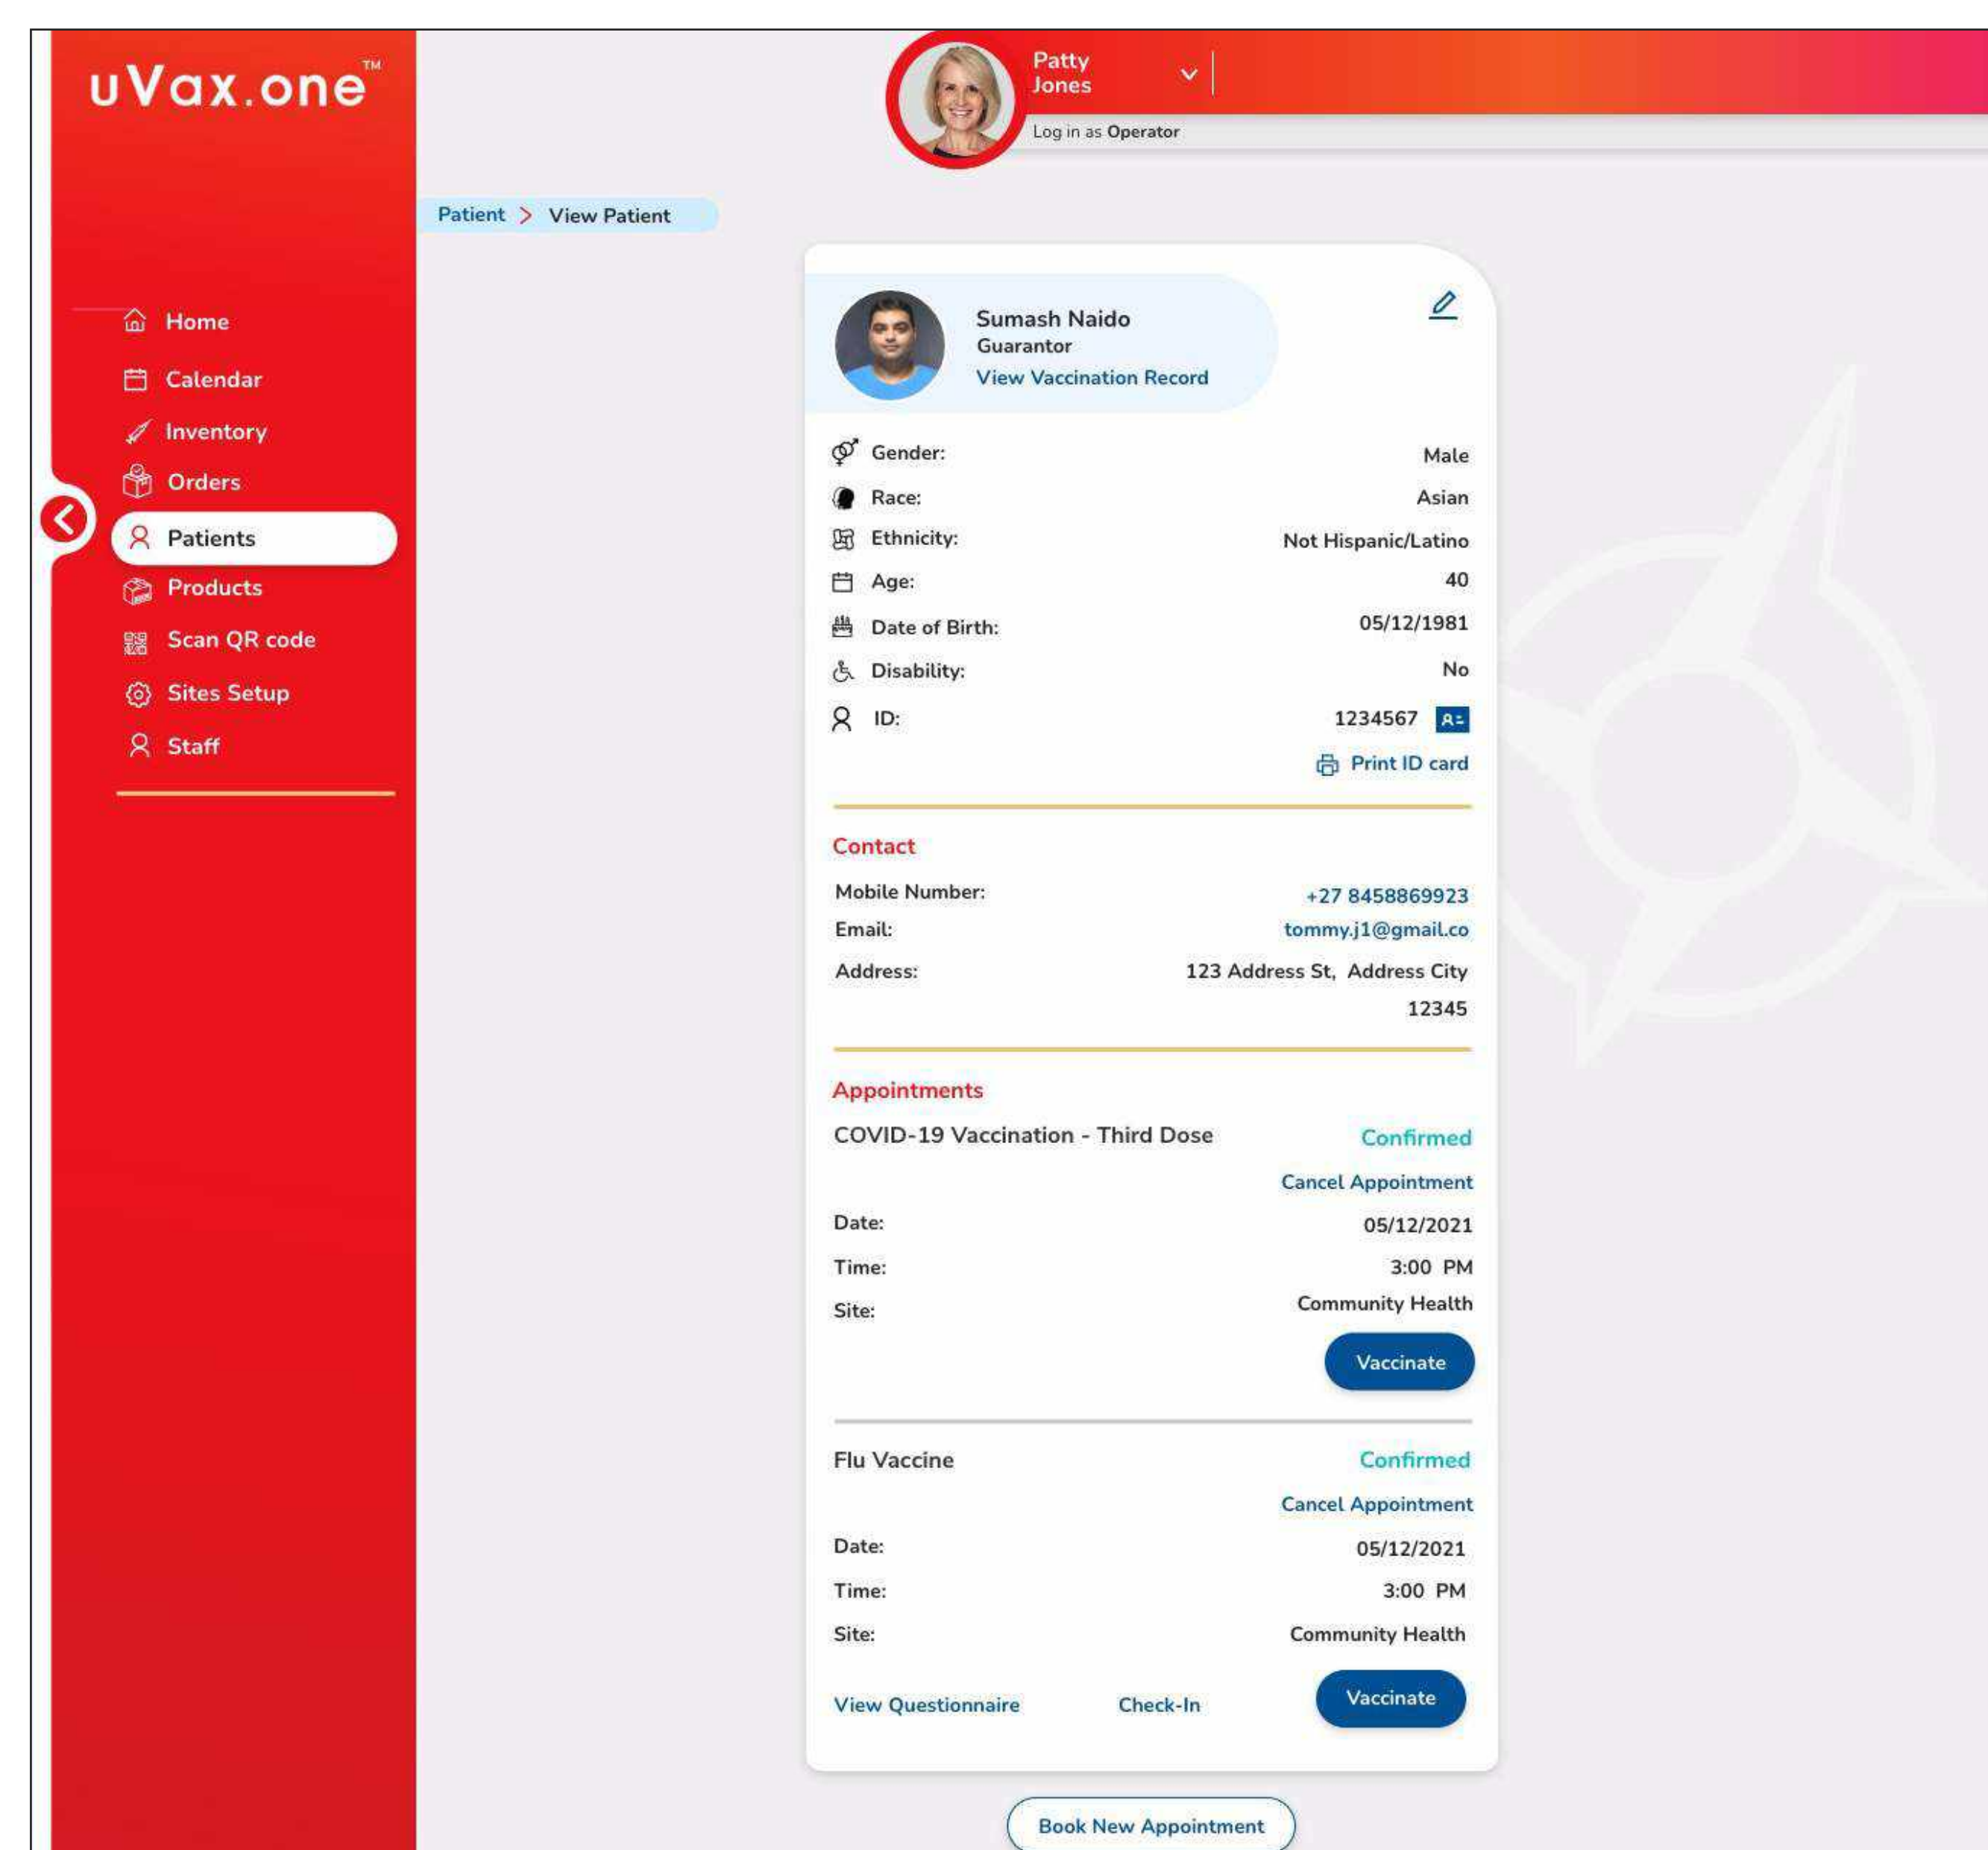 uVax.one™
Patty
Jones
Log in as Operator
Patient > View Patient
Home
Calendar
Inventory
Orders
Patients
Products
Scan QR code
Sites Setup
Staff
Sumash Naido
Guarantor
View Vaccination Record
Gender: Male
Race: Asian
Ethnicity: Not Hispanic/Latino
Age: 40
Date of Birth: 05/12/1981
Disability: No
ID: 1234567
Print ID card
Contact
Mobile Number: +27 8458869923
Email: tommy.j1@gmail.co
Address: 123 Address St, Address City
12345
Appointments
COVID-19 Vaccination - Third Dose Confirmed
Cancel Appointment
Date: 05/12/2021
Time: 3:00 PM
Site: Community Health
Vaccinate
Flu Vaccine Confirmed
Cancel Appointment
Date: 05/12/2021
Time: 3:00 PM
Site: Community Health
View Questionnaire Check-In Vaccinate
Book New Appointment